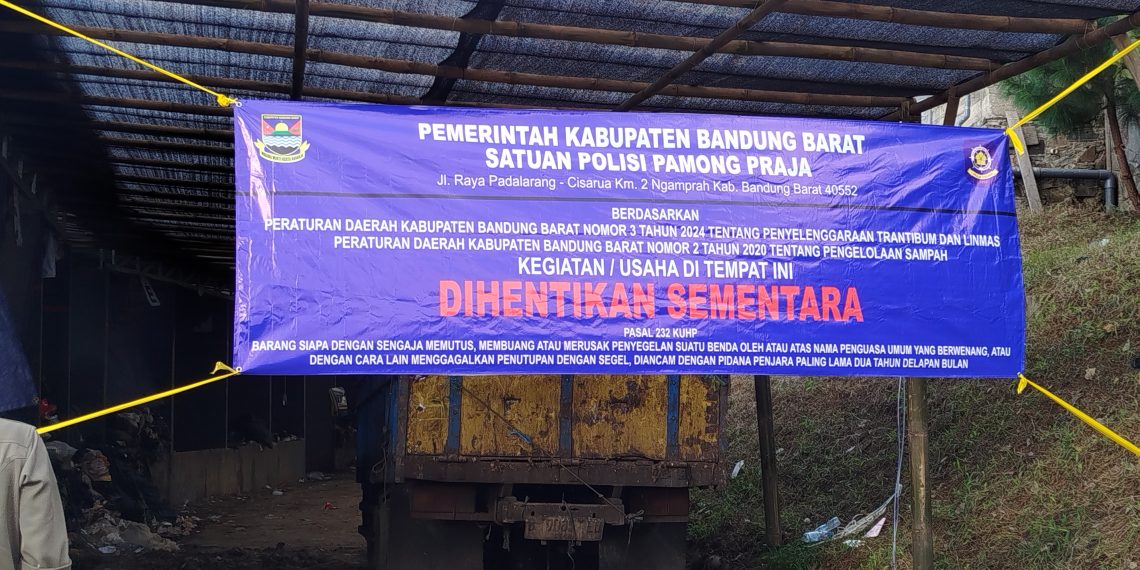 PEMERINTAH KABUPATEN BANDUNG BARAT
SATUAN POLISI PAMONG PRAJA
Jl. Raya Padalarang - Cisarua Km. 2 Ngamprah Kab. Bandung Barat 40552
BERDASARKAN
PERATURAN DAERAH KABUPATEN BANDUNG BARAT NOMOR 3 TAHUN 2024 TENTANG PENYELENGGARAAN TRANTIBUM DAN LINMAS
PERATURAN DAERAH KABUPATEN BANDUNG BARAT NOMOR 2 TAHUN 2020 TENTANG PENGELOLAAN SAMPAH
KEGIATAN / USAHA DI TEMPAT INI
DIHENTIKAN SEMENTARA
PASAL 232 KUHP
BARANG SIAPA DENGAN SENGAJA MEMUTUS, MEMBUANG ATAU MERUSAK PENYEGELAN SUATU BENDA OLEH ATAU ATAS NAMA PENGUASA UMUM YANG BERWENANG, ATAU
DENGAN CARA LAIN MENGGAGALKAN PENUTUPAN DENGAN SEGEL, DIANCAM DENGAN PIDANA PENJARA PALING LAMA DUA TAHUN DELAPAN BULAN